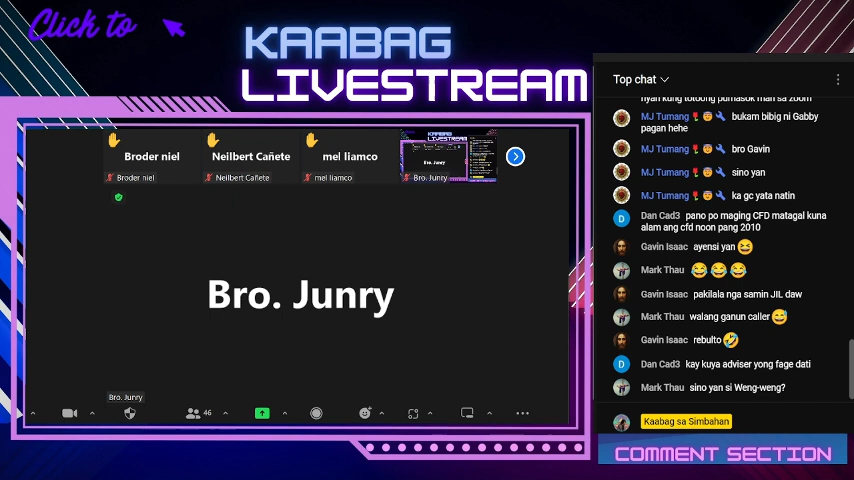 Click to
KAABAG
LIVESTREAM
Broder niel
Neilbert Cañete
mel liamco
Broder niel
Neilbert Cañete
mel liamco
Bro. Junry
Bro. Junry
Bro. Junry
46
Top chat
nyan kung totoong pumasok man sa zoom
MJ Tumang bukam bibig ni Gabby
pagan hehe
MJ Tumang bro Gavin
MJ Tumang sino yan
MJ Tumang ka gc yata natin
D Dan Cad3 pano po maging CFD matagal kuna
alam ang cfd noon pang 2010
Gavin Isaac ayensi yan
Mark Thau
Gavin Isaac pakilala nga samin JIL daw
Mark Thau walang ganun caller
Gavin Isaac rebulto
D Dan Cad3 kay kuya adviser yong fage dati
Mark Thau sino yan si Weng-weng?
Kaabag sa Simbahan
COMMENT SECTION